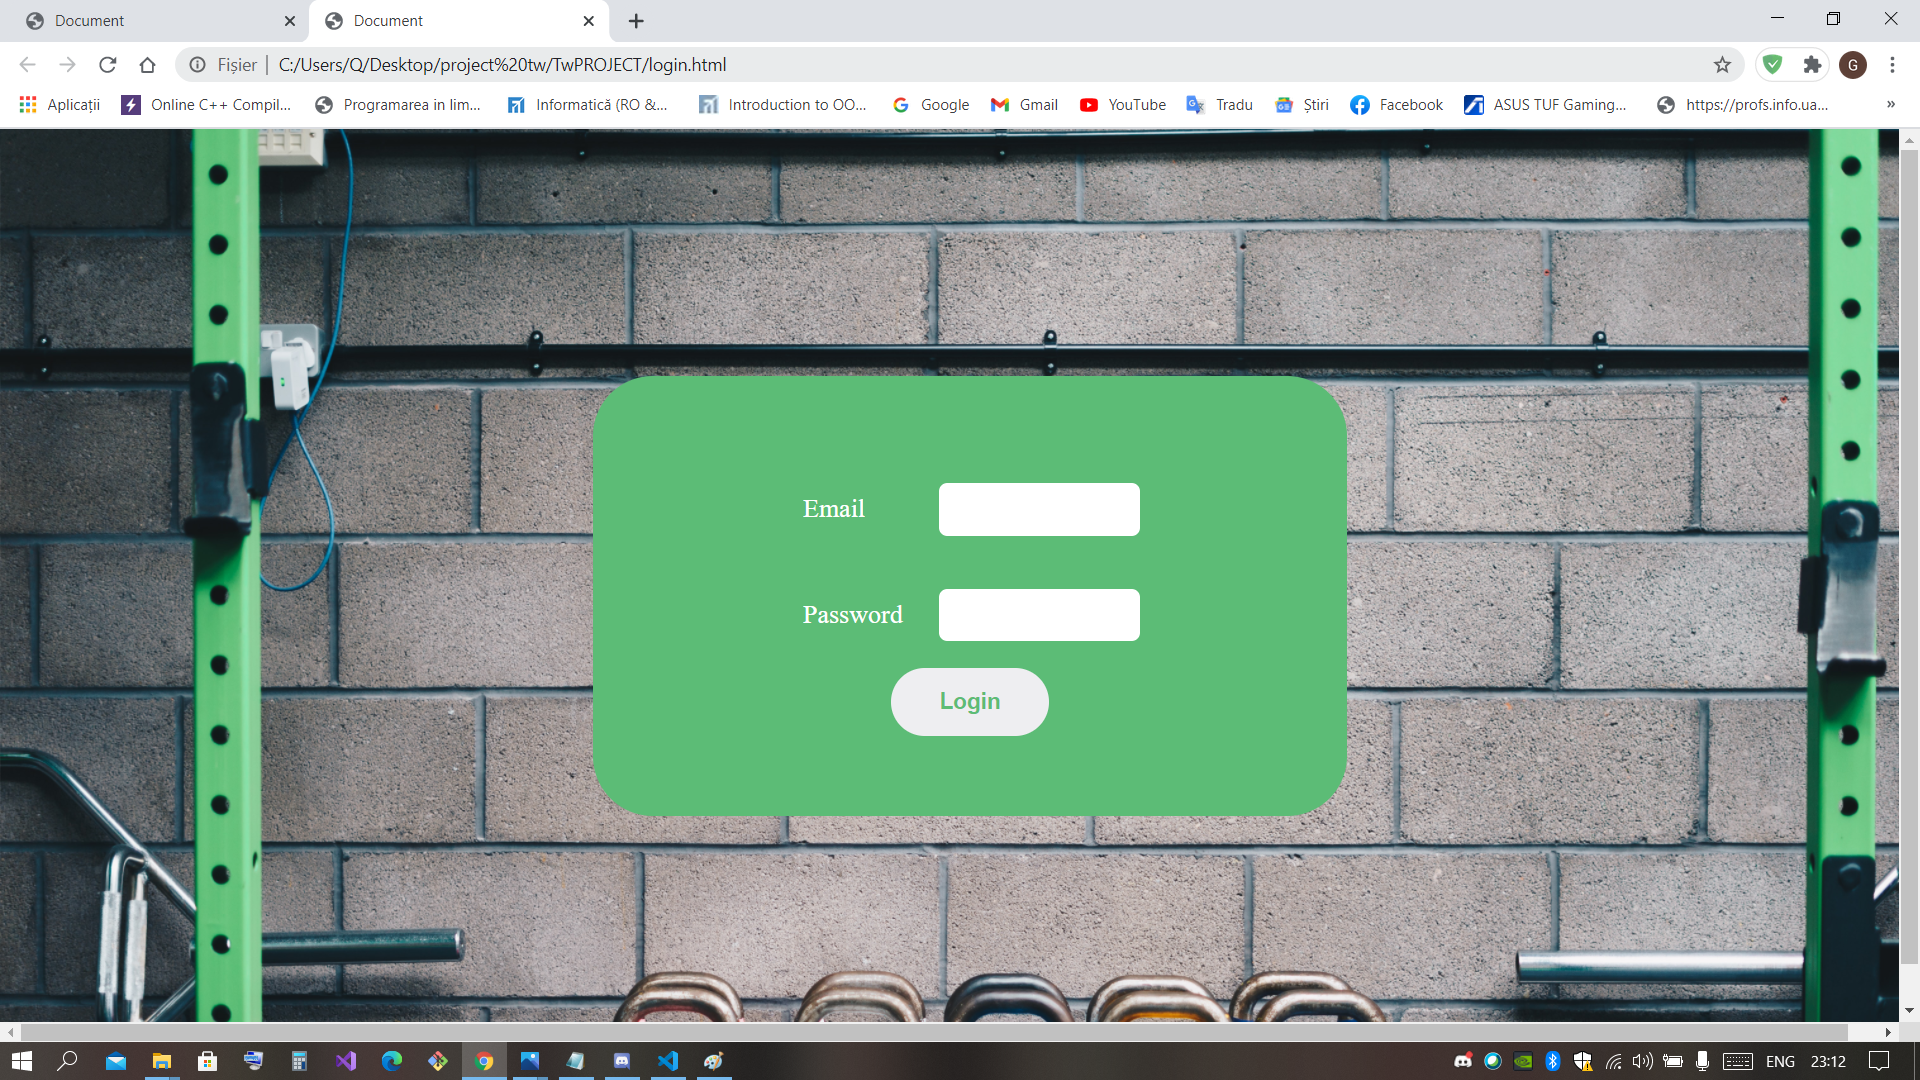 Document
Document
Fișier
C:/Users/Q/Desktop/project%20tw/TwPROJECT/login.html
G
Aplicații
Online C++ Compil...
Programarea in lim...
Informatică (RO &...
Introduction to OO...
Google
Gmail
YouTube
Tradu
Știri
Facebook
ASUS TUF Gaming...
https://profs.info.ua...
»
Email
Password
Login
ENG
23:12